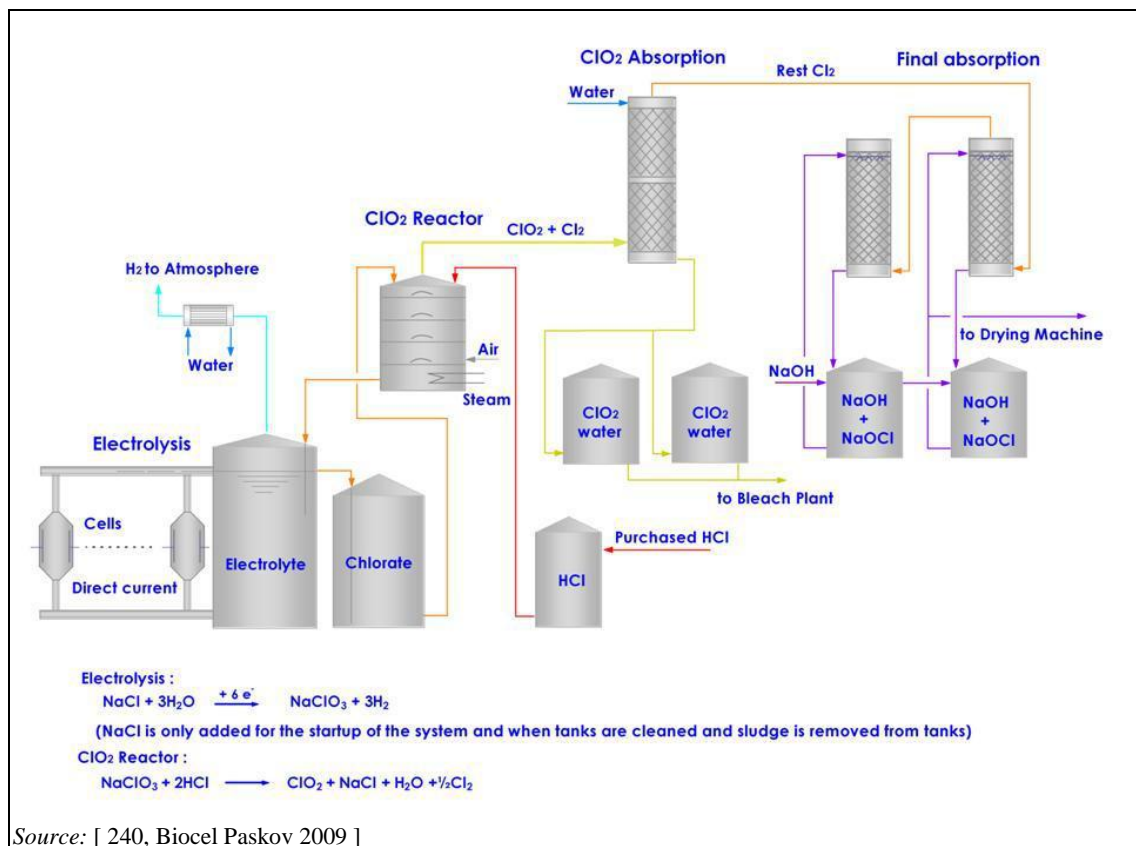 ClO₂ Absorption
Rest Cl₂
Final absorption
Water
ClO₂ Reactor
ClO₂ + Cl₂
H₂ to Atmosphere
Water
Air
Steam
to Drying Machine
NaOH
NaOH
+
NaOCl
NaOH
+
NaOCl
ClO₂
water
ClO₂
water
to Bleach Plant
Electrolysis
Cells
Direct current
Electrolyte
Chlorate
HCl
Purchased HCl
Electrolysis :
NaCl + 3H₂O + 6 e⁻ ⟶ NaClO₃ + 3H₂
(NaCl is only added for the startup of the system and when tanks are cleaned and sludge is removed from tanks)
ClO₂ Reactor :
NaClO₃ + 2HCl ⟶ ClO₂ + NaCl + H₂O +½Cl₂
Source: [ 240, Biocel Paskov 2009 ]